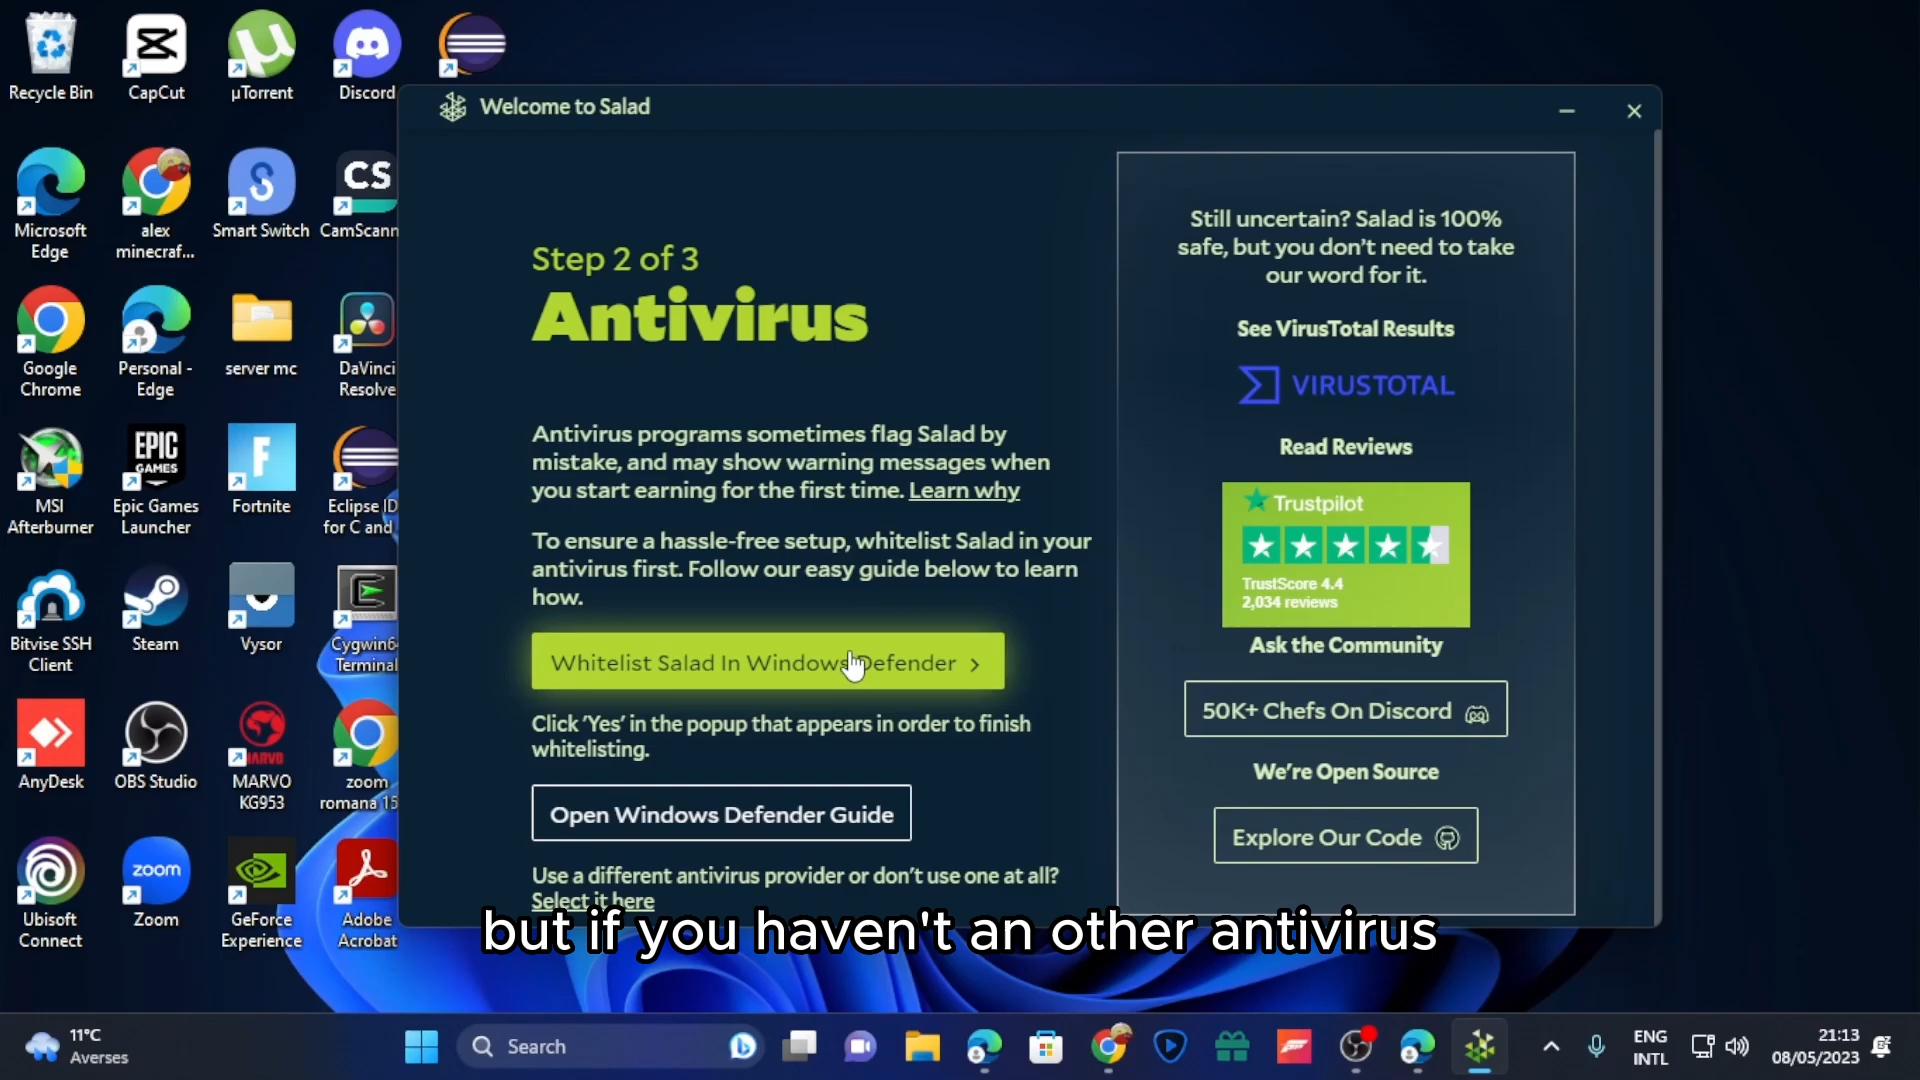 Recycle Bin
CapCut
µTorrent
Discord
Microsoft
Edge
alex
minecraf...
Smart Switch
CS
CamScann
Google
Chrome
Personal -
Edge
server mc
DaVinci
Resolve
MSI
Afterburner
EPIC
GAMES
Epic Games
Launcher
Fortnite
Eclipse ID
for C and
Bitvise SSH
Client
Steam
Vysor
Cygwin64
Terminal
AnyDesk
OBS Studio
MARVO
MARVO
KG953
zoom
romana 15
Ubisoft
Connect
zoom
Zoom
GeForce
Experience
Adobe
Acrobat
Welcome to Salad
Step 2 of 3
Antivirus
Antivirus programs sometimes flag Salad by
mistake, and may show warning messages when
you start earning for the first time. Learn why
To ensure a hassle-free setup, whitelist Salad in your
antivirus first. Follow our easy guide below to learn
how.
Whitelist Salad In Windows Defender >
Click 'Yes' in the popup that appears in order to finish
whitelisting.
Open Windows Defender Guide
Use a different antivirus provider or don't use one at all?
Select it here
Still uncertain? Salad is 100%
safe, but you don't need to take
our word for it.
See VirusTotal Results
VIRUSTOTAL
Read Reviews
Trustpilot
TrustScore 4.4
2,034 reviews
Ask the Community
50K+ Chefs On Discord
We're Open Source
Explore Our Code
but if you haven't an other antivirus
11°C
Averses
Search
ENG
INTL
21:13
08/05/2023